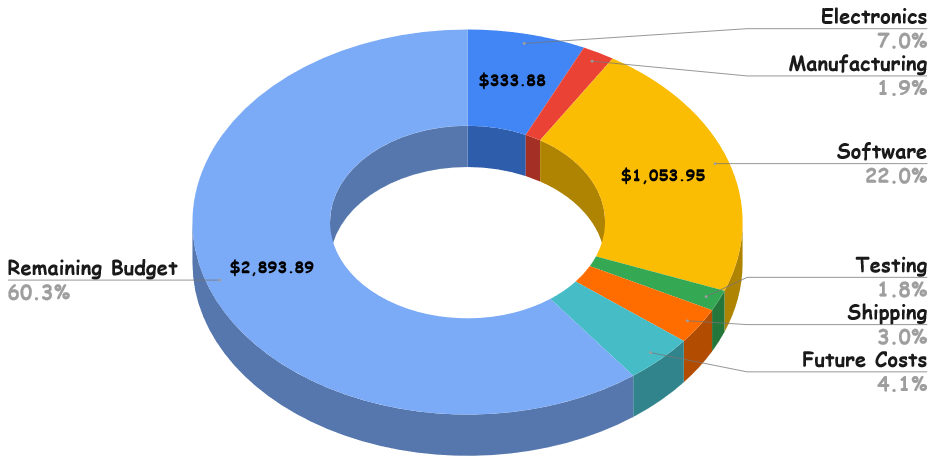 Electronics
7.0%
$333.88
Manufacturing
1.9%
Software
22.0%
$1,053.95
Remaining Budget
60.3%
$2,893.89
Testing
1.8%
Shipping
3.0%
Future Costs
4.1%